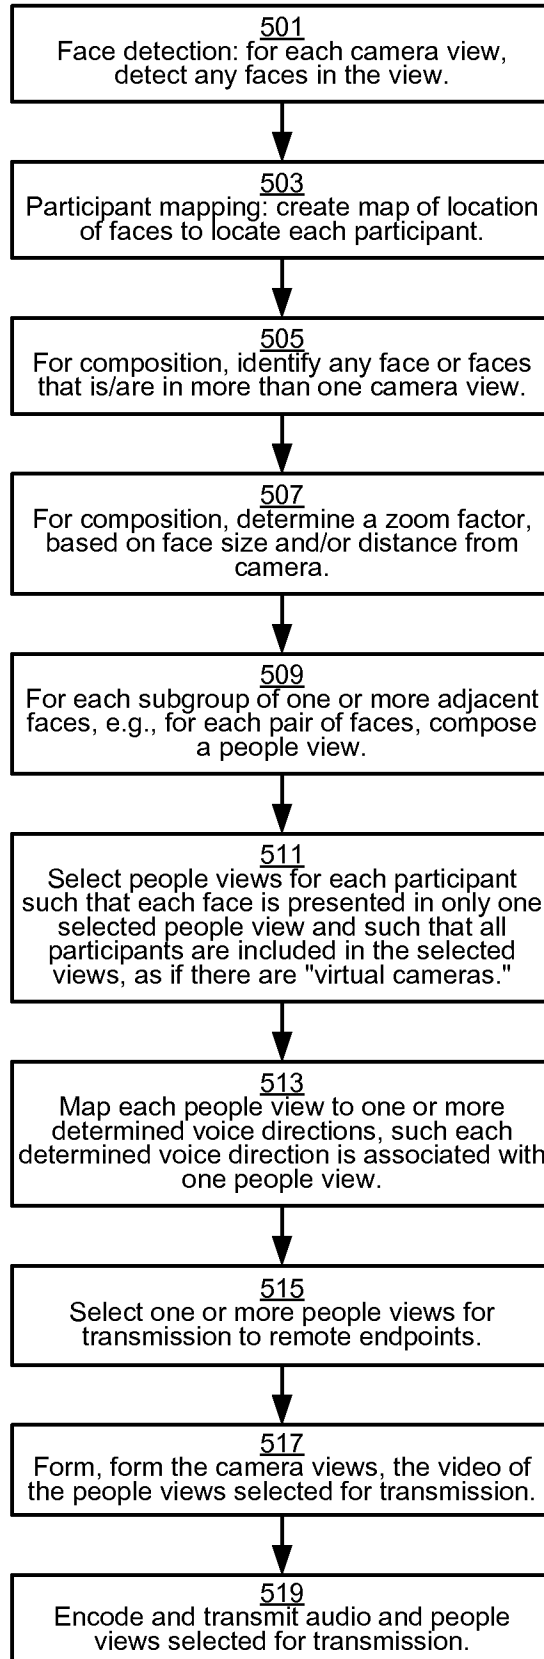 501
Face detection: for each camera view,
detect any faces in the view.
503
Participant mapping: create map of location
of faces to locate each participant.
505
For composition, identify any face or faces
that is/are in more than one camera view.
507
For composition, determine a zoom factor,
based on face size and/or distance from
camera.
509
For each subgroup of one or more adjacent
faces, e.g., for each pair of faces, compose
a people view.
511
Select people views for each participant
such that each face is presented in only one
selected people view and such that all
participants are included in the selected
views, as if there are "virtual cameras."
513
Map each people view to one or more
determined voice directions, such each
determined voice direction is associated with
one people view.
515
Select one or more people views for
transmission to remote endpoints.
517
Form, form the camera views, the video of
the people views selected for transmission.
519
Encode and transmit audio and people
views selected for transmission.